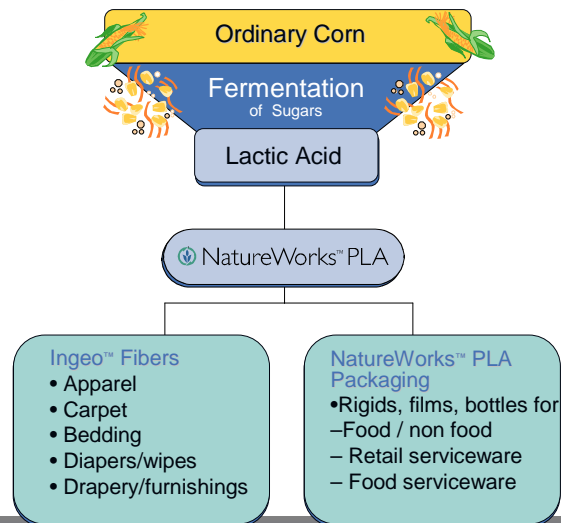 Ordinary Corn
Fermentation
of Sugars
Lactic Acid
NatureWorks™ PLA
Ingeo™ Fibers
• Apparel
• Carpet
• Bedding
• Diapers/wipes
• Drapery/furnishings
NatureWorks™ PLA
Packaging
•Rigids, films, bottles for
–Food / non food
– Retail serviceware
– Food serviceware